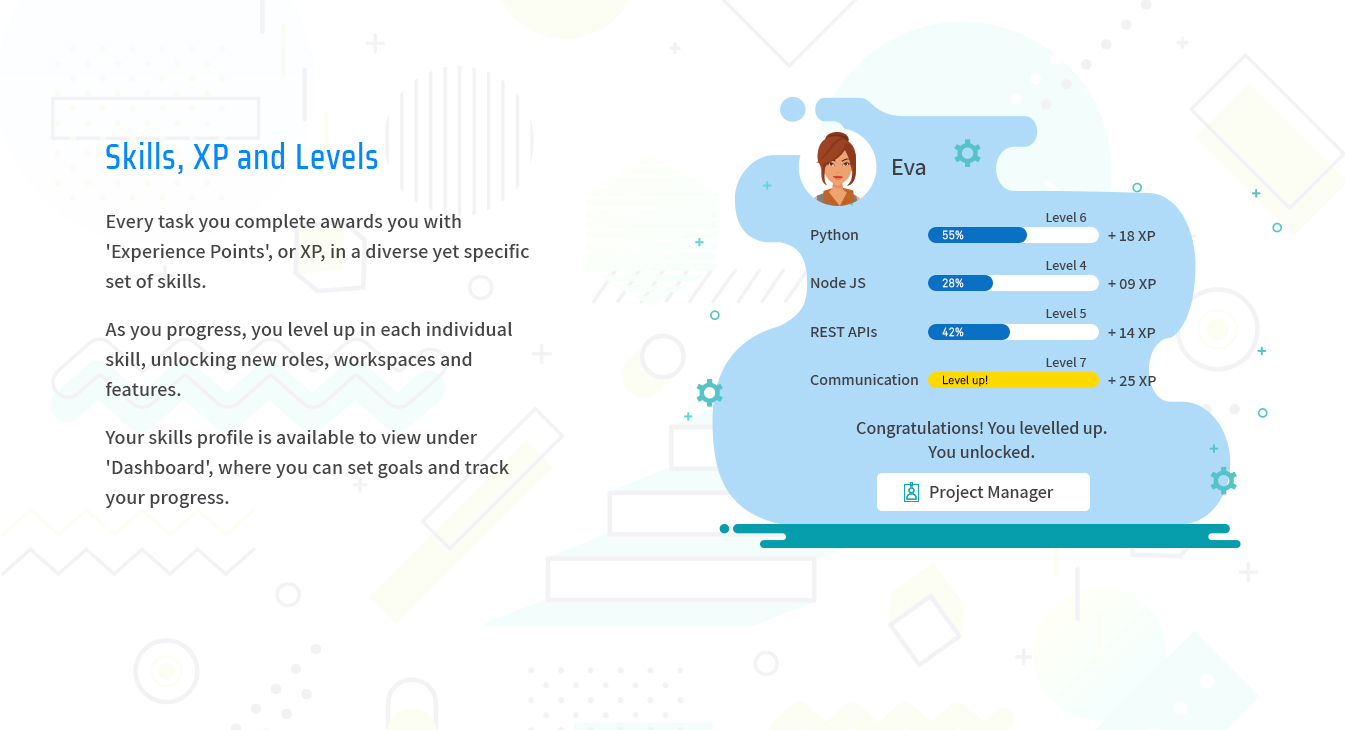 Skills, XP and Levels
Every task you complete awards you with
'Experience Points', or XP, in a diverse yet specific
set of skills.
As you progress, you level up in each individual
skill, unlocking new roles, workspaces and
features.
Your skills profile is available to view under
'Dashboard', where you can set goals and track
your progress.
Eva
Level 6
Python 55% + 18 XP
Level 4
Node JS 28% + 09 XP
Level 5
REST APIs 42% + 14 XP
Level 7
Communication Level up! + 25 XP
Congratulations! You levelled up.
You unlocked.
Project Manager